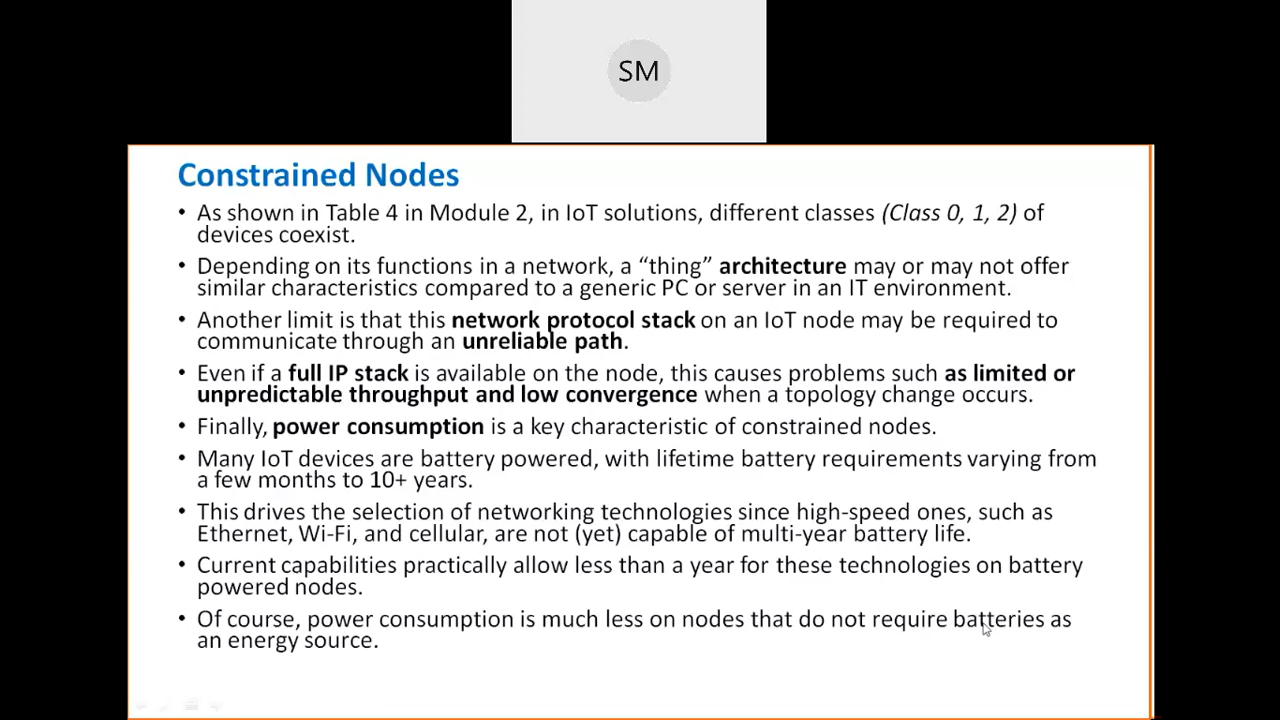 SM
Constrained Nodes
• As shown in Table 4 in Module 2, in IoT solutions, different classes (Class 0, 1, 2) of
devices coexist.
• Depending on its functions in a network, a “thing” architecture may or may not offer
similar characteristics compared to a generic PC or server in an IT environment.
• Another limit is that this network protocol stack on an IoT node may be required to
communicate through an unreliable path.
• Even if a full IP stack is available on the node, this causes problems such as limited or
unpredictable throughput and low convergence when a topology change occurs.
• Finally, power consumption is a key characteristic of constrained nodes.
• Many IoT devices are battery powered, with lifetime battery requirements varying from
a few months to 10+ years.
• This drives the selection of networking technologies since high-speed ones, such as
Ethernet, Wi-Fi, and cellular, are not (yet) capable of multi-year battery life.
• Current capabilities practically allow less than a year for these technologies on battery
powered nodes.
• Of course, power consumption is much less on nodes that do not require batteries as
an energy source.